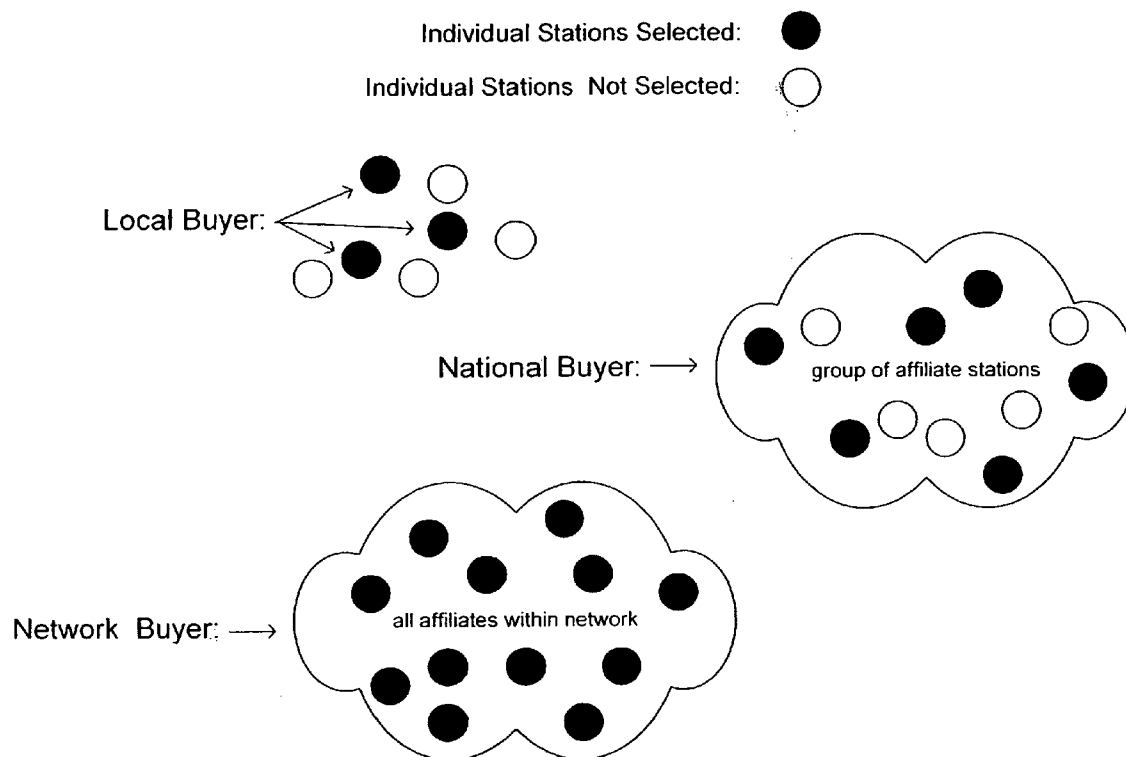 Individual Stations Selected:
Individual Stations Not Selected:
Local Buyer:
National Buyer:
group of affiliate stations
all affiliates within network
Network Buyer: